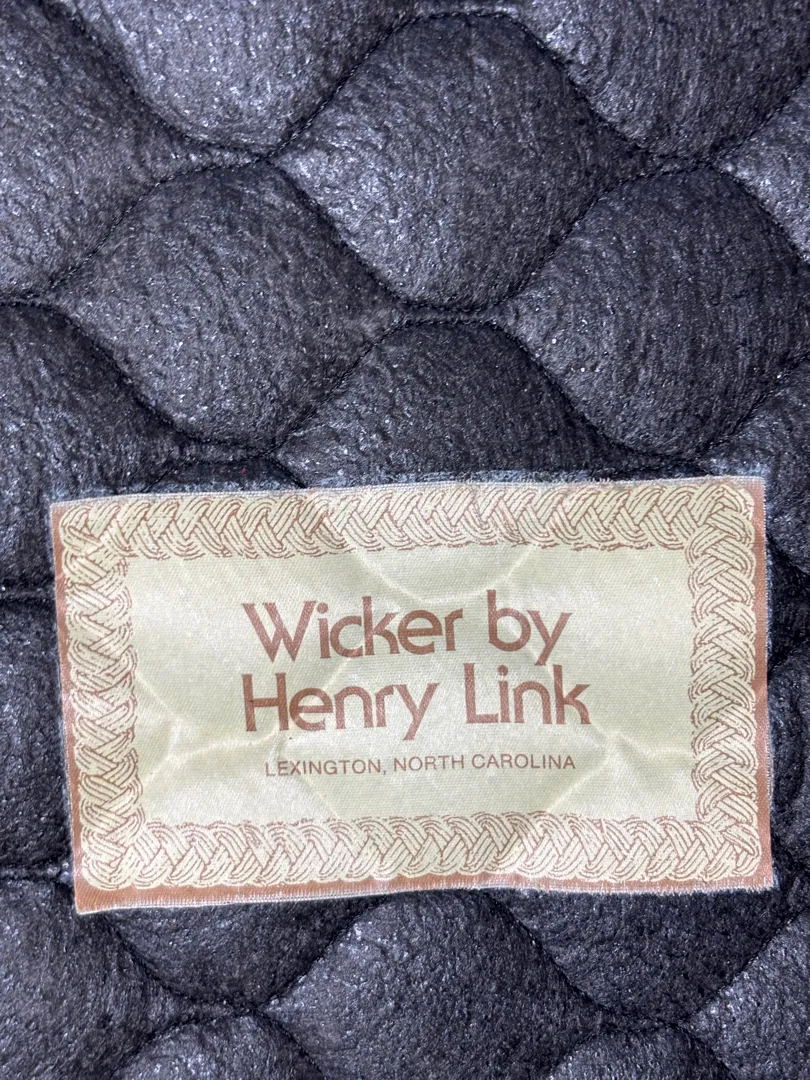 Wicker by
Henry Link
LEXINGTON, NORTH CAROLINA